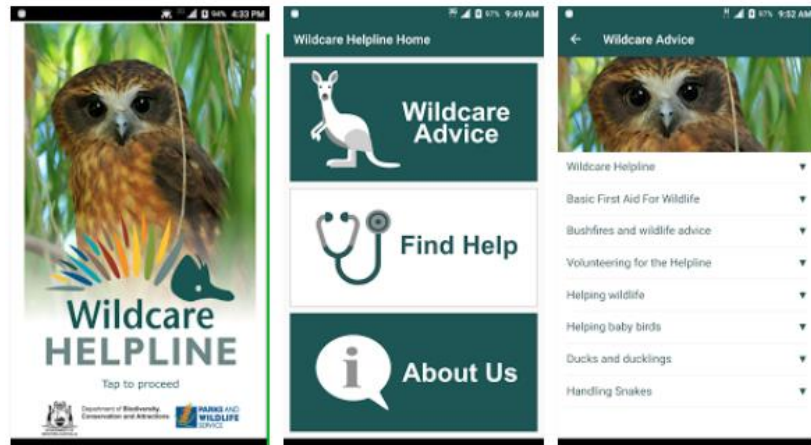 94% 4:33 PM
Wildcare
HELPLINE
Tap to proceed
Department of Biodiversity,
Conservation and Attractions
PARKS AND
WILDLIFE
SERVICE
97% 9:49 AM
Wildcare Helpline Home
Wildcare
Advice
Find Help
i
About Us
97% 9:52 AM
Wildcare Advice
Wildcare Helpline
Basic First Aid For Wildlife
Bushfires and wildlife advice
Volunteering for the Helpline
Helping wildlife
Helping baby birds
Ducks and ducklings
Handling Snakes